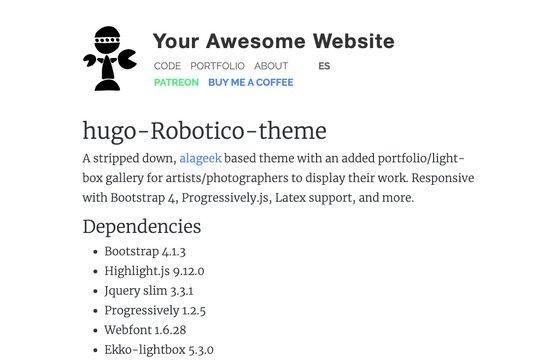 Your Awesome Website
CODE PORTFOLIO ABOUT ES
PATREON BUY ME A COFFEE
hugo-Robotico-theme
A stripped down, alageek based theme with an added portfolio/light-
box gallery for artists/photographers to display their work. Responsive
with Bootstrap 4, Progressively.js, Latex support, and more.
Dependencies
• Bootstrap 4.1.3
• Highlight.js 9.12.0
• Jquery slim 3.3.1
• Progressively 1.2.5
• Webfont 1.6.28
• Ekko-lightbox 5.3.0